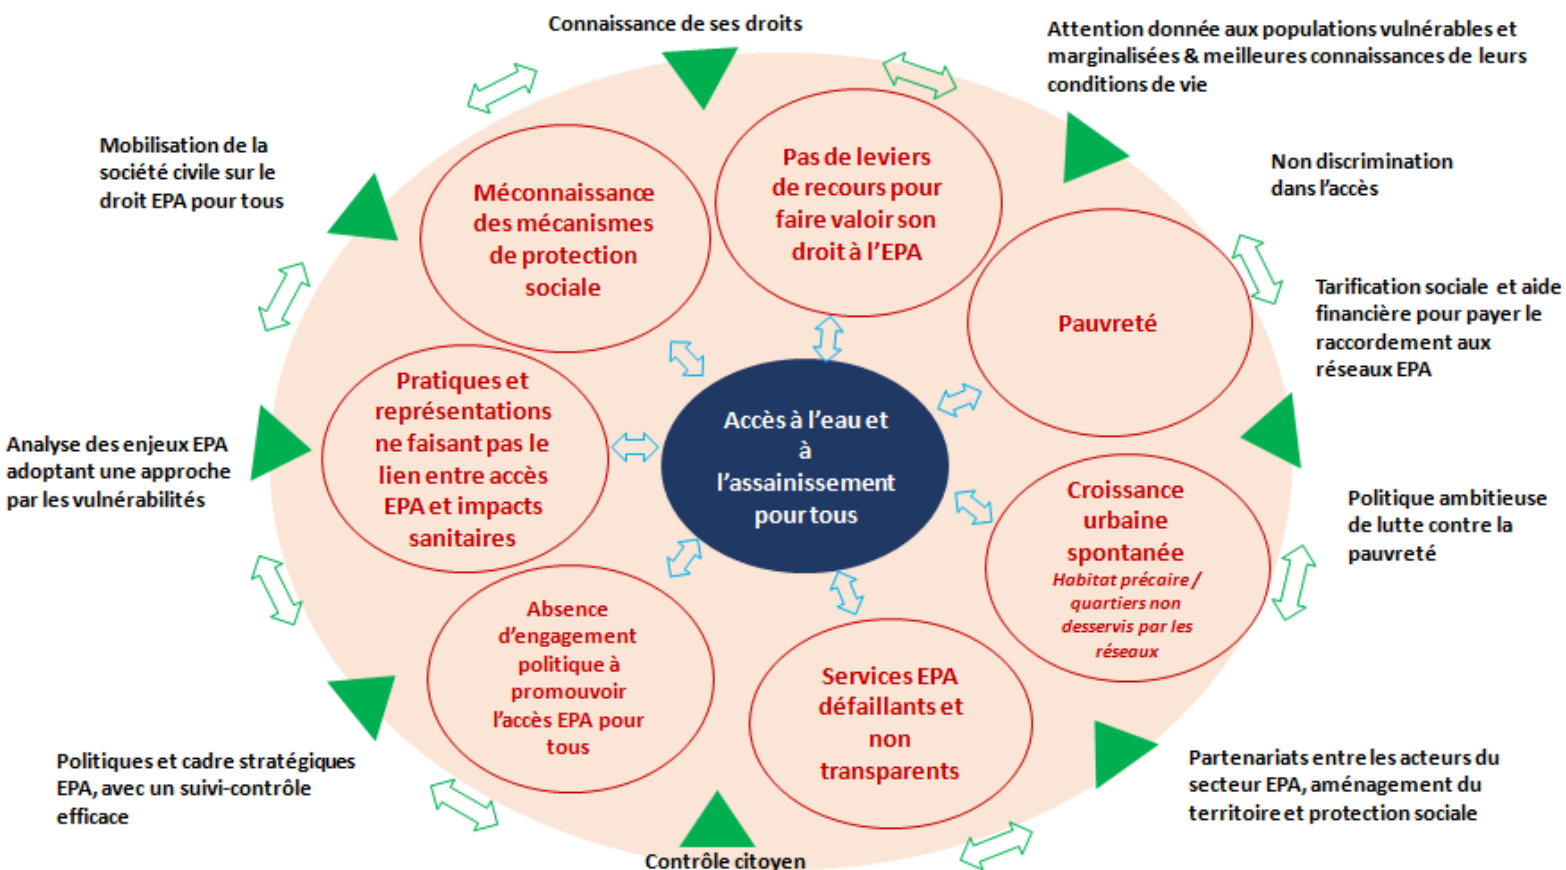 Connaissance de ses droits
Attention donnée aux populations vulnérables et
marginalisées & meilleures connaissances de leurs
conditions de vie
Mobilisation de la
société civile sur le
droit EPA pour tous
Non discrimination
dans l'accès
Pas de leviers
de recours pour
faire valoir son
droit à l'EPA
Méconnaissance
des mécanismes
de protection
sociale
Pauvreté
Tarification sociale et aide
financière pour payer le
raccordement aux
réseaux EPA
Pratiques et
représentations
ne faisant pas le
lien entre accès
EPA et impacts
sanitaires
Accès à l'eau et
à
l'assainissement
pour tous
Analyse des enjeux EPA
adoptant une approche
par les vulnérabilités
Croissance
urbaine
spontanée
Habitat précaire /
quartiers non
desservis par les
réseaux
Politique ambitieuse
de lutte contre la
pauvreté
Absence
d'engagement
politique à
promouvoir
l'accès EPA pour
tous
Services EPA
défaillants et
non
transparents
Politiques et cadre stratégiques
EPA, avec un suivi-contrôle
efficace
Partenariats entre les acteurs du
secteur EPA, aménagement du
territoire et protection sociale
Contrôle citoyen